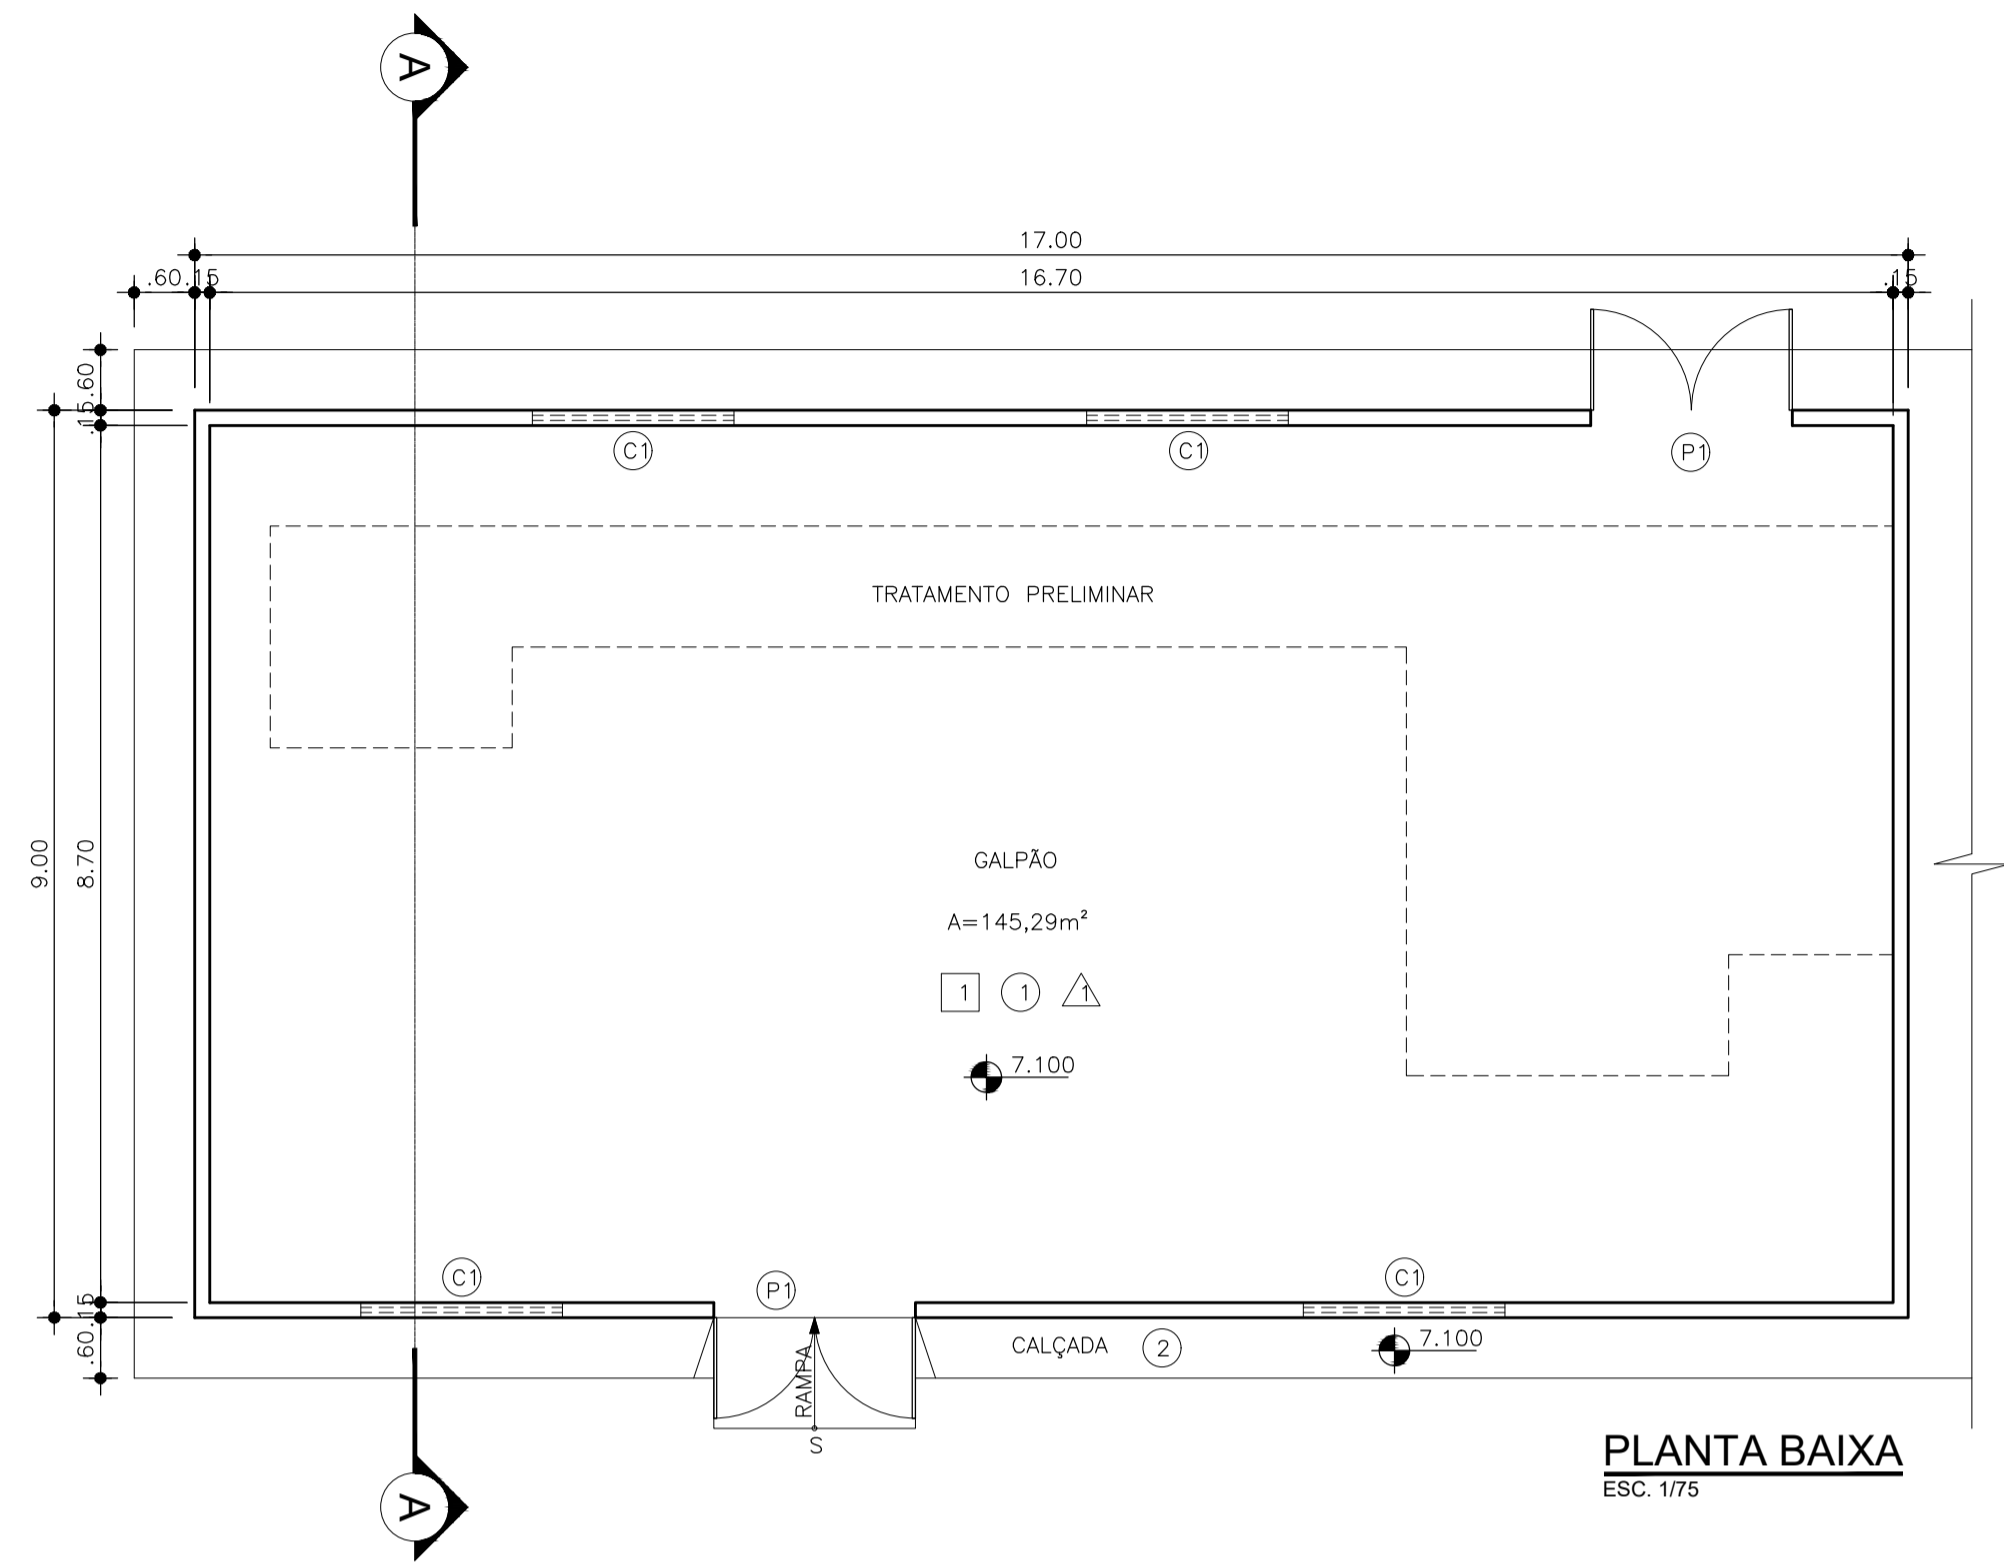 A
17.00
.60 .15
16.70
.15
.60
.15
C1
C1
P1
TRATAMENTO PRELIMINAR
9.00
8.70
GALPÃO
A=145,29m²
1 1 1
7.100
C1
P1
C1
.15
.60
CALÇADA 2
7.100
RAMPA
S
PLANTA BAIXA
ESC. 1/75
A